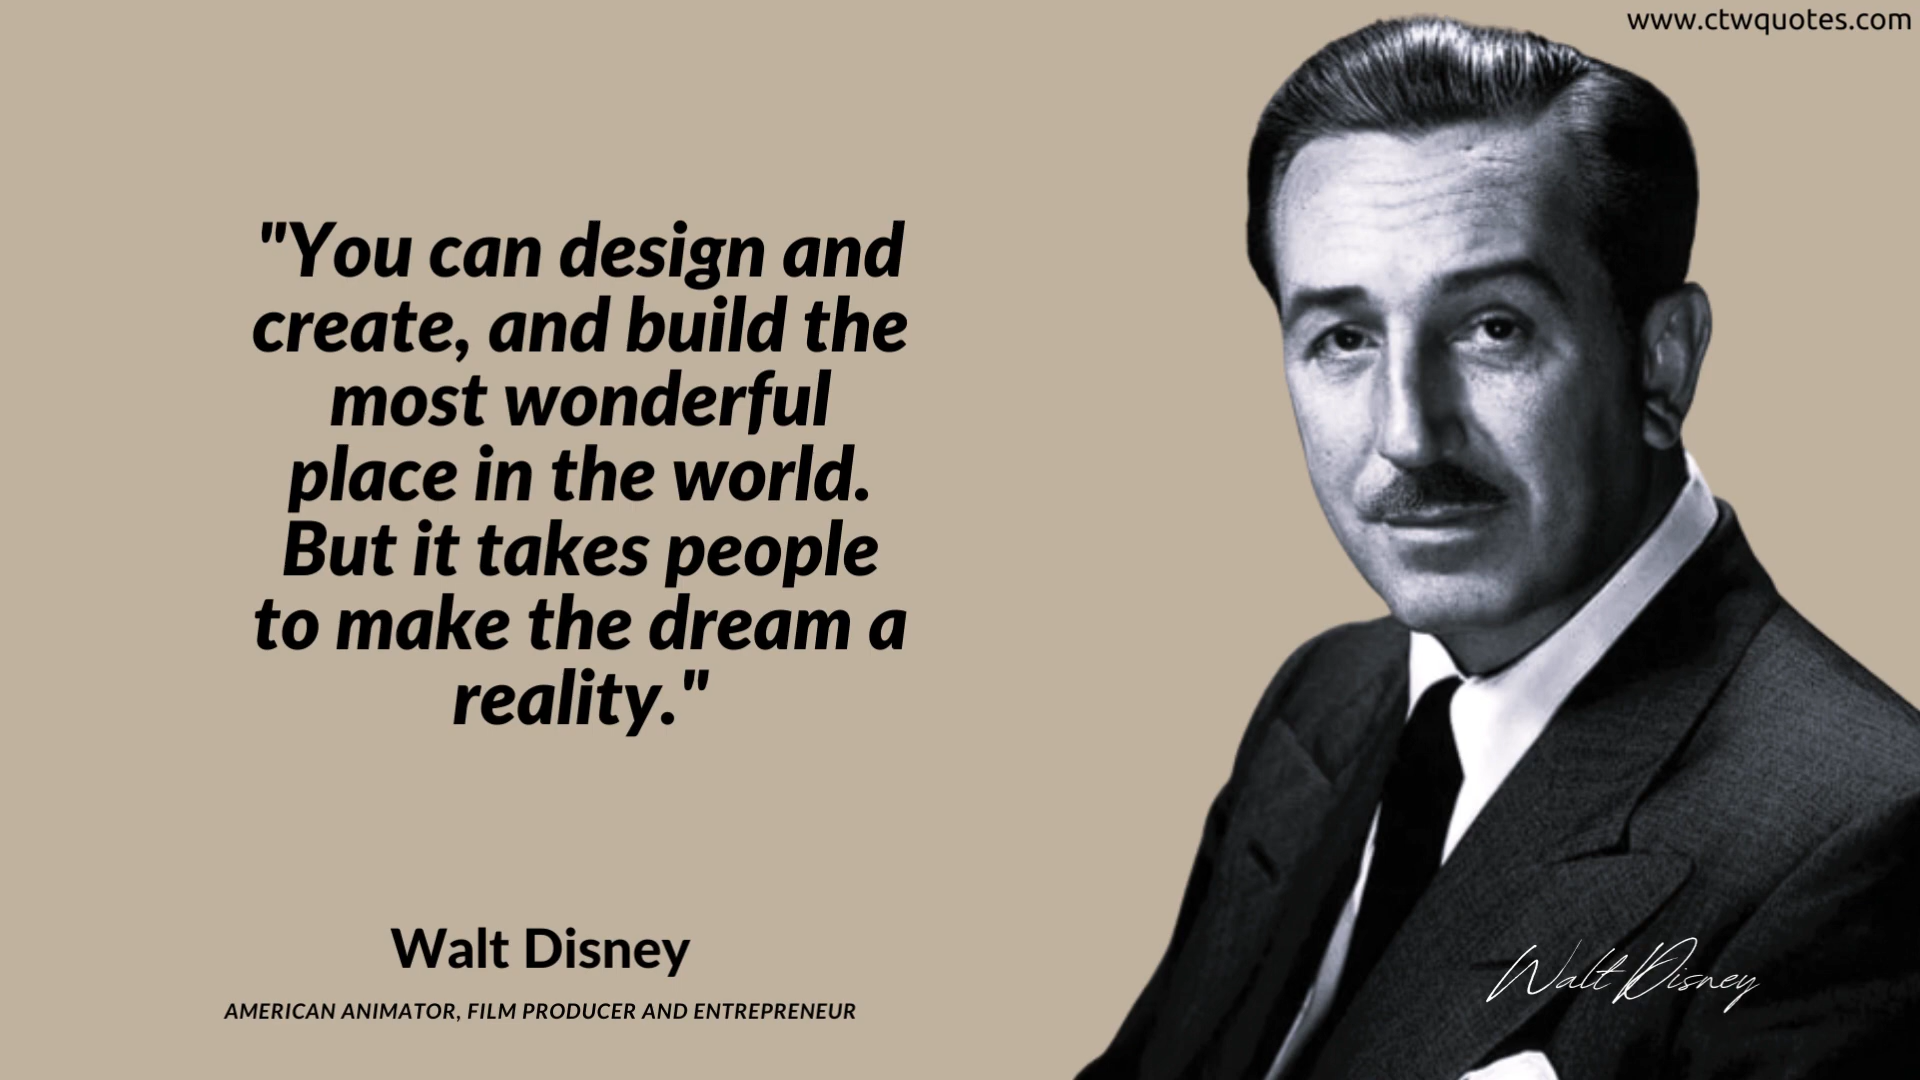 www.ctwquotes.com
"You can design and
create, and build the
most wonderful
place in the world.
But it takes people
to make the dream a
reality."
Walt Disney
AMERICAN ANIMATOR, FILM PRODUCER AND ENTREPRENEUR
Walt Disney